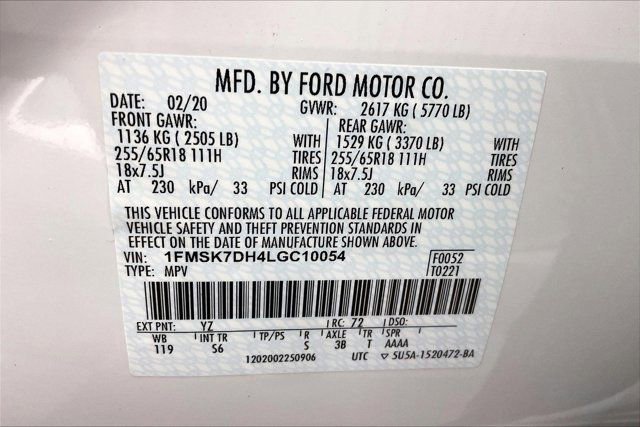 MFD. BY FORD MOTOR CO.
DATE: 02/20 GVWR: 2617 KG ( 5770 LB)
FRONT GAWR: REAR GAWR:
1136 KG ( 2505 LB) WITH 1529 KG ( 3370 LB) WITH
255/65R18 111H TIRES 255/65R18 111H TIRES
18x7.5J RIMS 18x7.5J RIMS
AT 230 kPa/ 33 PSI COLD AT 230 kPa/ 33 PSI COLD
THIS VEHICLE CONFORMS TO ALL APPLICABLE FEDERAL MOTOR
VEHICLE SAFETY AND THEFT PREVENTION STANDARDS IN
EFFECT ON THE DATE OF MANUFACTURE SHOWN ABOVE.
VIN: 1FMSK7DH4LGC10054 F0052
TYPE: MPV T0221
EXT PNT: YZ RC: 72 DSO:
WB INT TR TP/PS R AXLE TR SPR
119 S6 S 3B T AAAA
1202002250906 UTC 5U5A-1520472-BA